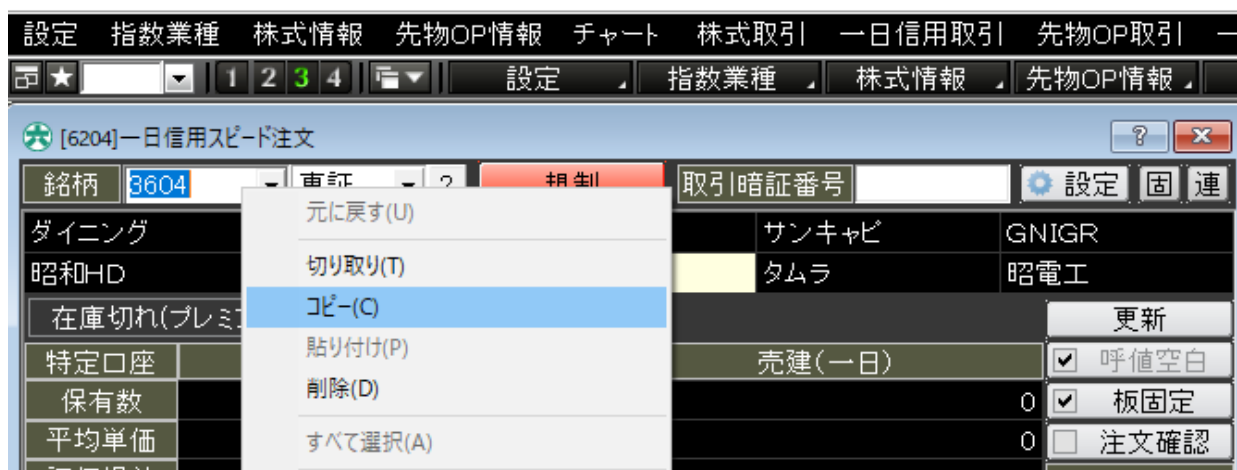 設定 指数業種 株式情報 先物OP情報 チャート 株式取引 一日信用取引 先物OP取引
1 2 3 4 設定 指数業種 株式情報 先物OP情報
[6204]一日信用スピード注文 ?
銘柄 3604 東証 ? 規制 取引暗証番号 設定 固 連
元に戻す(U)
ダイニング サンキャピ GNIGR
切り取り(T)
昭和HD タムラ 昭電工
コピー(C)
在庫切れ(プレミ 更新
貼り付け(P)
特定口座 売建(一日) 呼値空白
削除(D)
保有数 0 板固定
すべて選択(A)
平均単価 0 注文確認